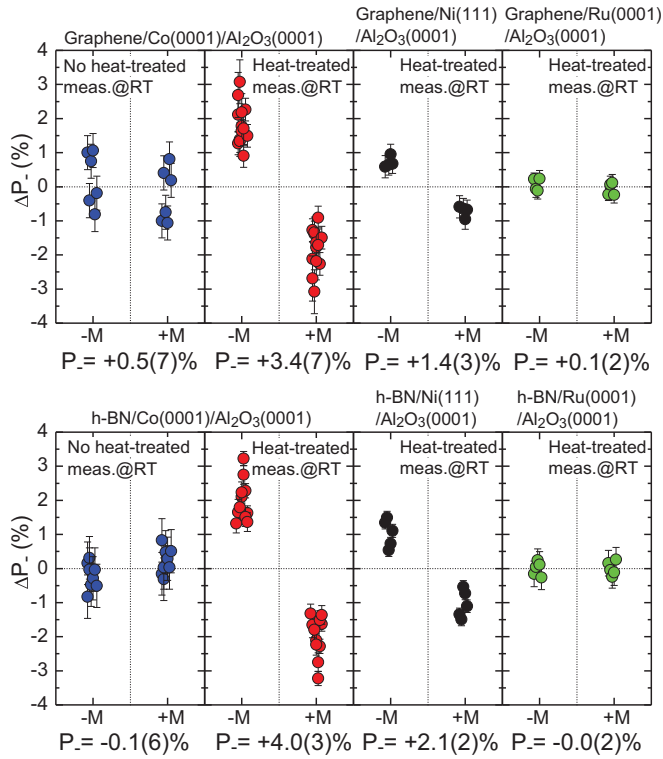 Graphene/Co(0001)/Al₂O₃(0001)
Graphene/Ni(111)
/Al₂O₃(0001)
Graphene/Ru(0001)
/Al₂O₃(0001)
No heat-treated
meas.@RT
Heat-treated
meas.@RT
Heat-treated
meas.@RT
Heat-treated
meas.@RT
ΔP₋ (%)
4
3
2
1
0
-1
-2
-3
-4
-M +M -M +M -M +M -M +M
P₋= +0.5(7)% P₋= +3.4(7)% P₋= +1.4(3)% P₋= +0.1(2)%
h-BN/Co(0001)/Al₂O₃(0001)
h-BN/Ni(111)
/Al₂O₃(0001)
h-BN/Ru(0001)
/Al₂O₃(0001)
No heat-treated
meas.@RT
Heat-treated
meas.@RT
Heat-treated
meas.@RT
Heat-treated
meas.@RT
ΔP₋ (%)
4
3
2
1
0
-1
-2
-3
-4
-M +M -M +M -M +M -M +M
P₋= -0.1(6)% P₋= +4.0(3)% P₋= +2.1(2)% P₋= -0.0(2)%